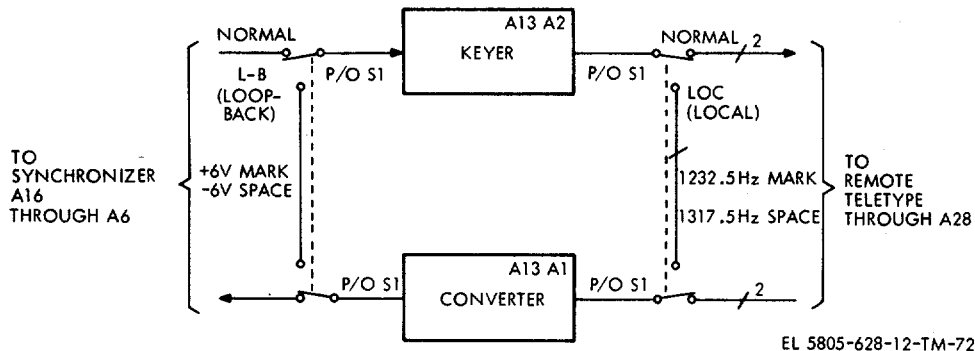 A13 A2
KEYER
NORMAL
NORMAL
2
L-B
(LOOP-
BACK)
P/O S1
P/O S1
LOC
(LOCAL)
TO
SYNCHRONIZER
A16
THROUGH A6
+6V MARK
-6V SPACE
1232.5Hz MARK
1317.5Hz SPACE
TO
REMOTE
TELETYPE
THROUGH A28
P/O S1
A13 A1
CONVERTER
P/O S1
2
EL 5805-628-12-TM-72